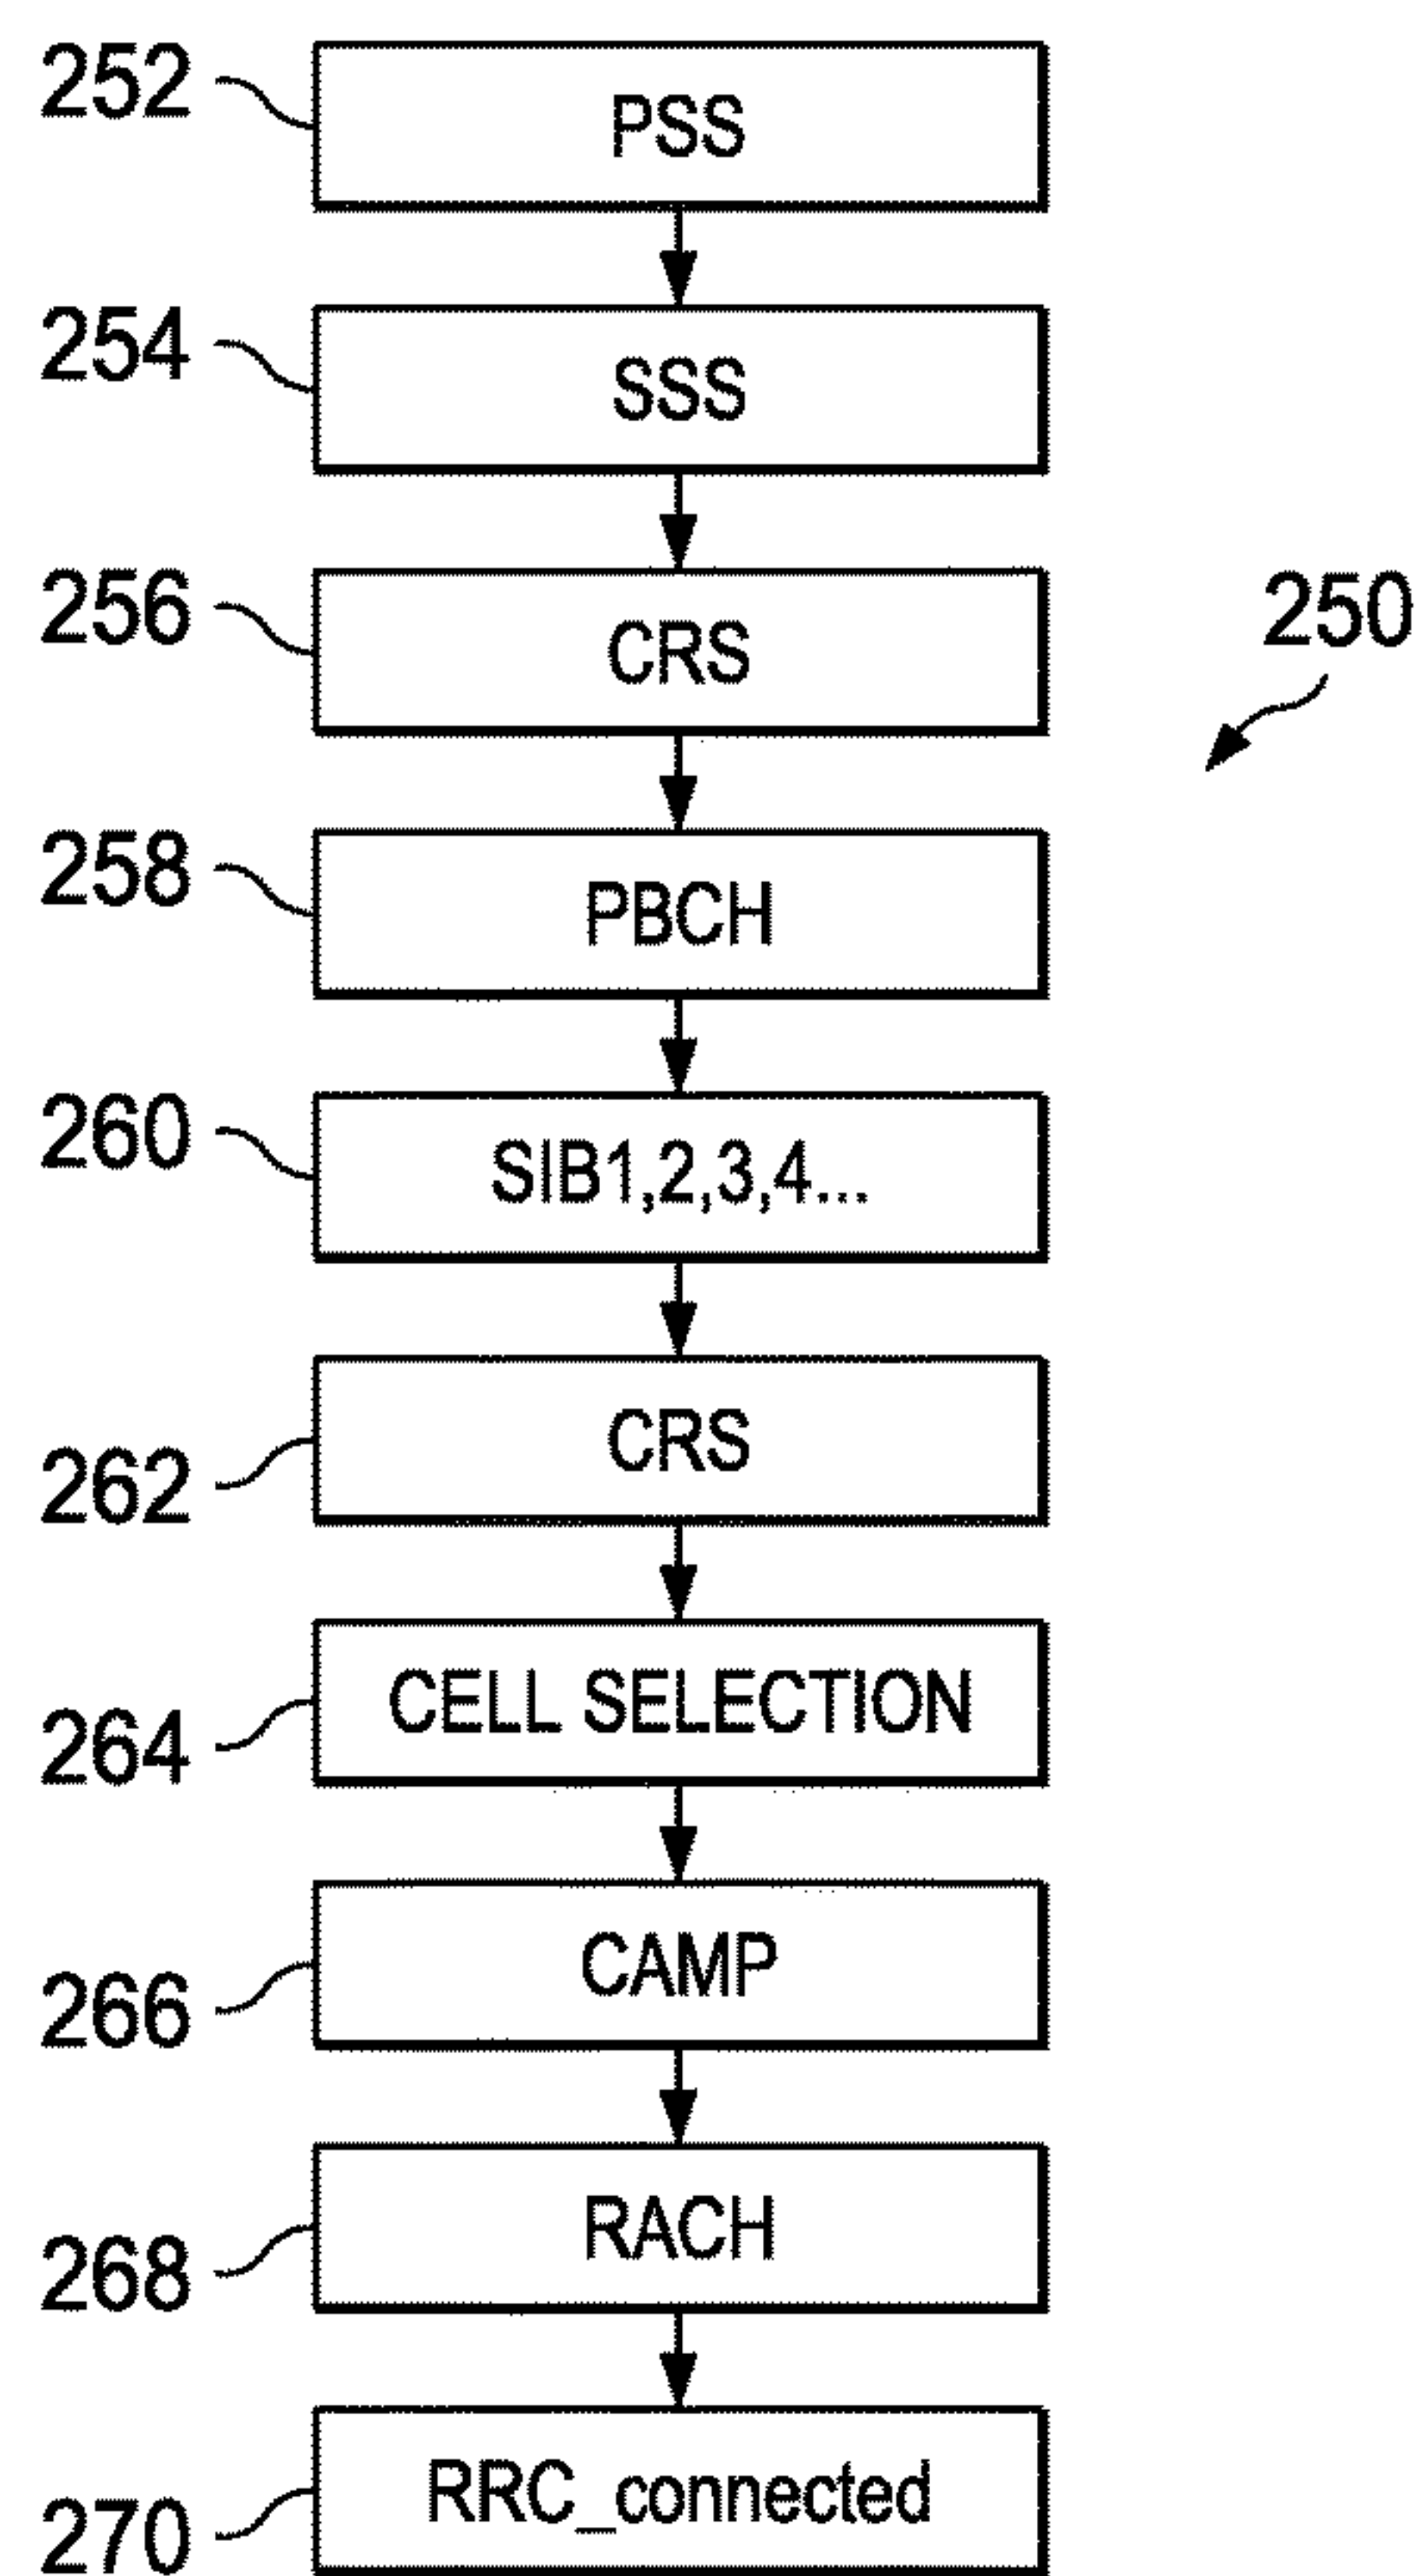 252
PSS
254
SSS
256
CRS
250
258
PBCH
260
SIB1,2,3,4...
262
CRS
264
CELL SELECTION
266
CAMP
268
RACH
270
RRC_connected